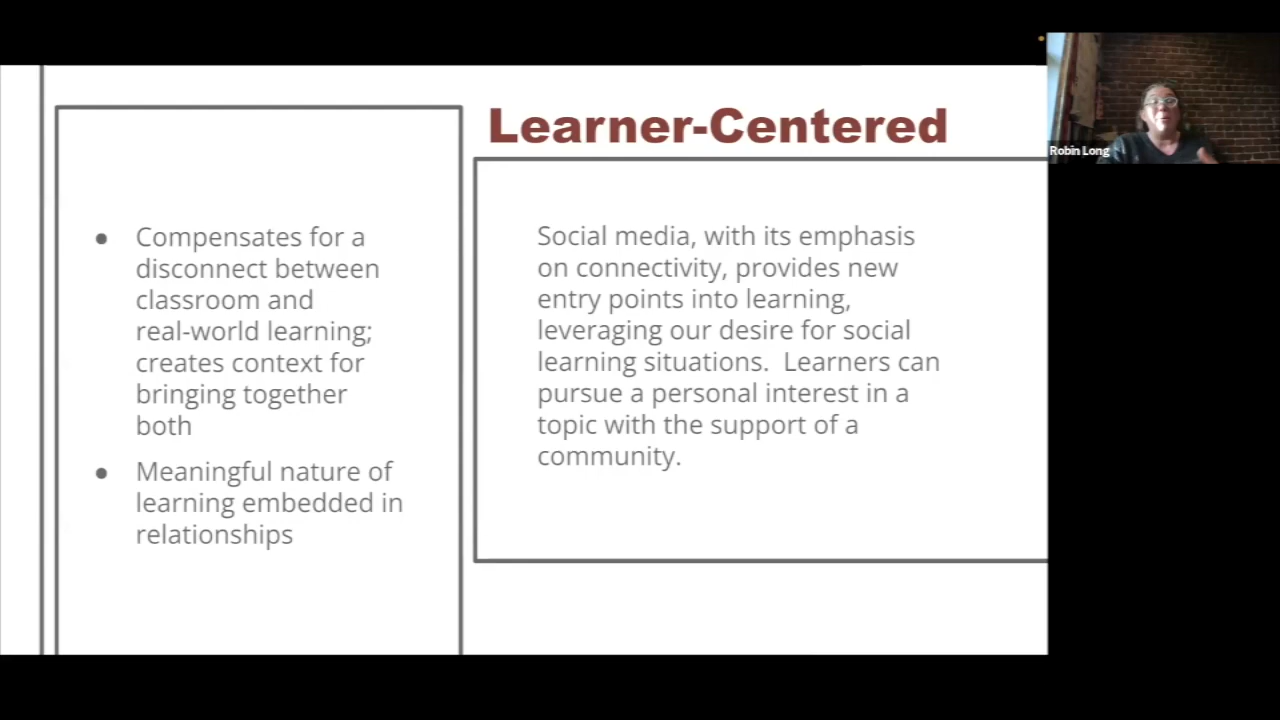 Learner-Centered
● Compensates for a
disconnect between
classroom and
real-world learning;
creates context for
bringing together
both
● Meaningful nature of
learning embedded in
relationships
Social media, with its emphasis
on connectivity, provides new
entry points into learning,
leveraging our desire for social
learning situations.  Learners can
pursue a personal interest in a
topic with the support of a
community.
Robin Long